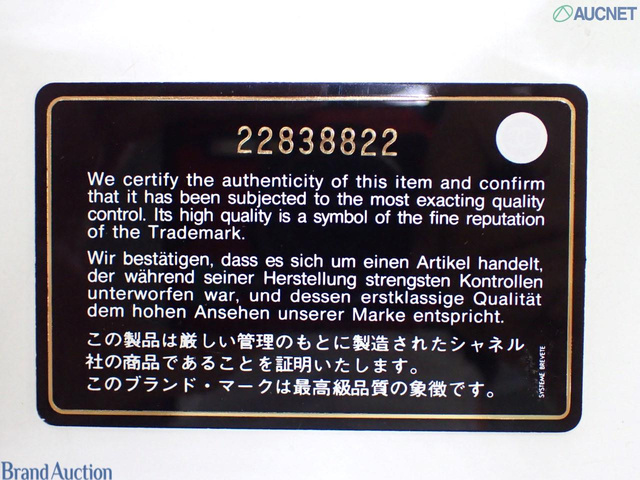 AUCNET
22838822
We certify the authenticity of this item and confirm
that it has been subjected to the most exacting quality
control. Its high quality is a symbol of the fine reputation
of the Trademark.
Wir bestätigen, dass es sich um einen Artikel handelt,
der während seiner Herstellung strengsten Kontrollen
unterworfen war, und dessen erstklassige Qualität
dem hohen Ansehen unserer Marke entspricht.
この製品は厳しい管理のもとに製造されたシャネル
社の商品であることを証明いたします。
このブランド・マークは最高級品質の象徴です。
SYSTEME BREVETE
Brand Auction